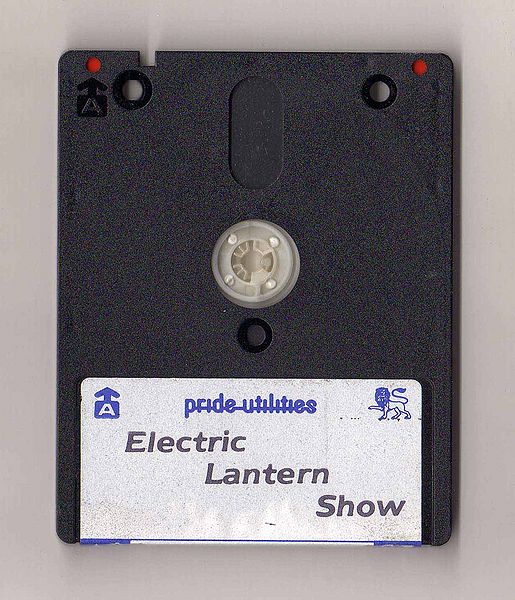 A
A
pride utilities
Electric
Lantern
Show